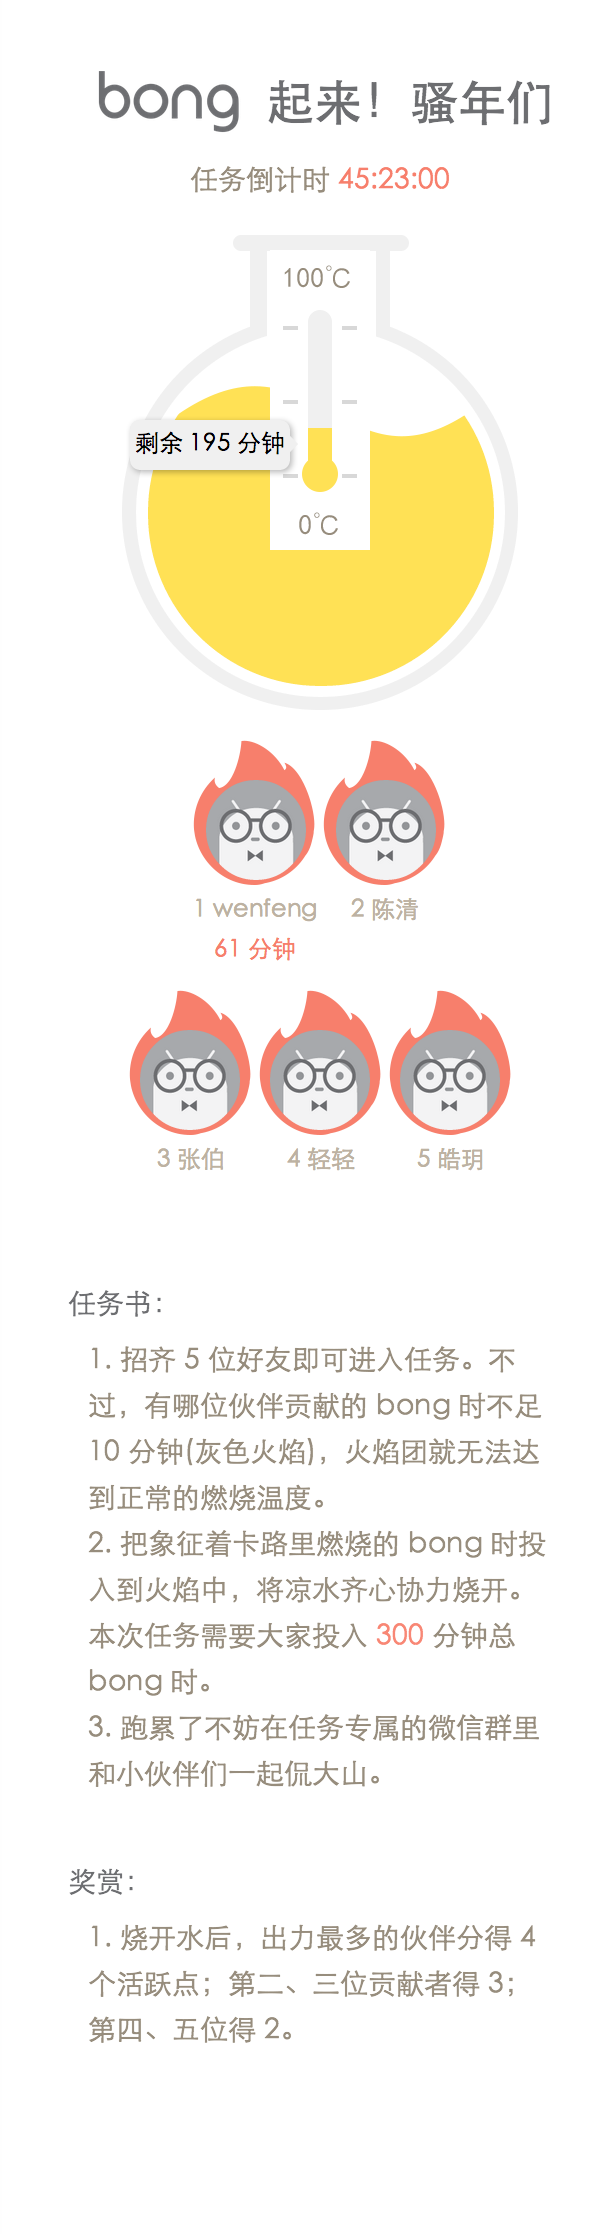 bong 起来！骚年们
任务倒计时 45:23:00
100℃
剩余 195 分钟
0℃
1 wenfeng 2 陈清
61 分钟
3 张伯 4 轻轻 5 皓玥
任务书：
1. 招齐 5 位好友即可进入任务。不
过，有哪位伙伴贡献的 bong 时不足
10 分钟(灰色火焰)，火焰团就无法达
到正常的燃烧温度。
2. 把象征着卡路里燃烧的 bong 时投
入到火焰中，将凉水齐心协力烧开。
本次任务需要大家投入 300 分钟总
bong 时。
3. 跑累了不妨在任务专属的微信群里
和小伙伴们一起侃大山。
奖赏：
1. 烧开水后，出力最多的伙伴分得 4
个活跃点；第二、三位贡献者得 3；
第四、五位得 2。